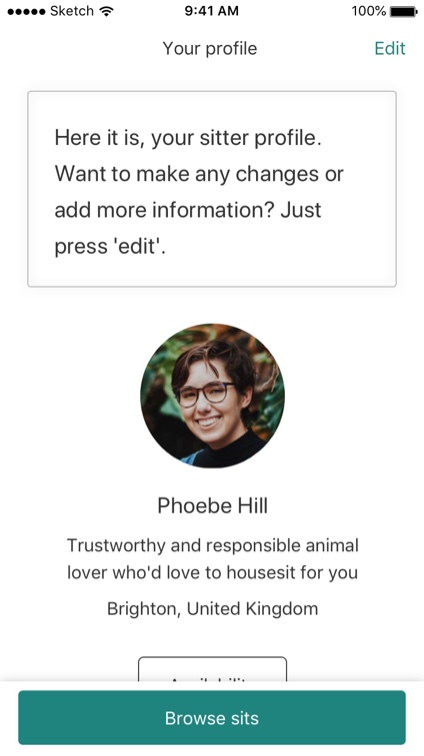 Sketch 9:41 AM 100%
Your profile Edit
Here it is, your sitter profile.
Want to make any changes or
add more information? Just
press 'edit'.
Phoebe Hill
Trustworthy and responsible animal
lover who'd love to housesit for you
Brighton, United Kingdom
Browse sits